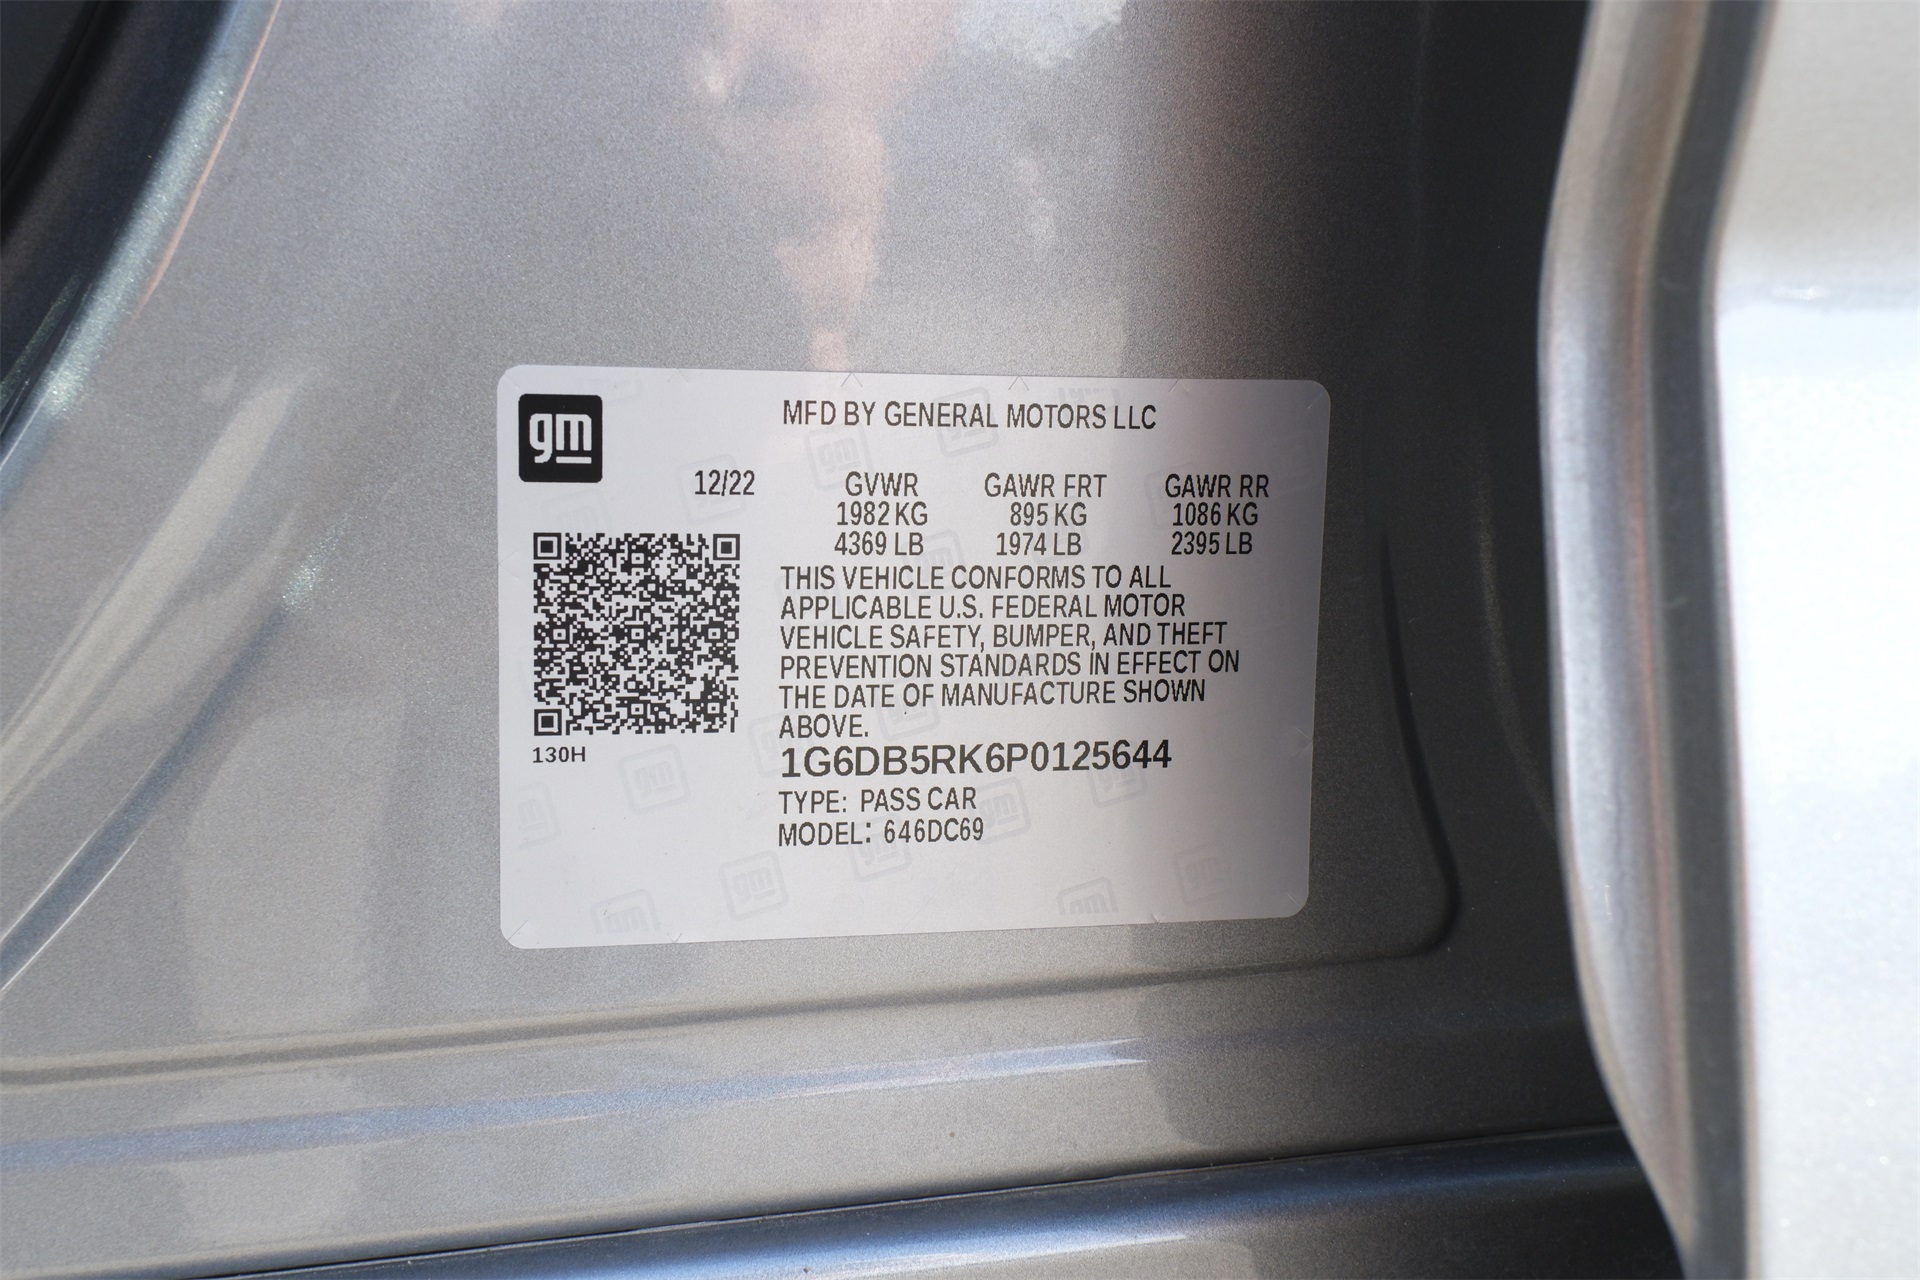 gm
MFD BY GENERAL MOTORS LLC
12/22 GVWR GAWR FRT GAWR RR
1982 KG 895 KG 1086 KG
4369 LB 1974 LB 2395 LB
THIS VEHICLE CONFORMS TO ALL
APPLICABLE U.S. FEDERAL MOTOR
VEHICLE SAFETY, BUMPER, AND THEFT
PREVENTION STANDARDS IN EFFECT ON
THE DATE OF MANUFACTURE SHOWN
ABOVE.
130H
1G6DB5RK6P0125644
TYPE: PASS CAR
MODEL: 646DC69